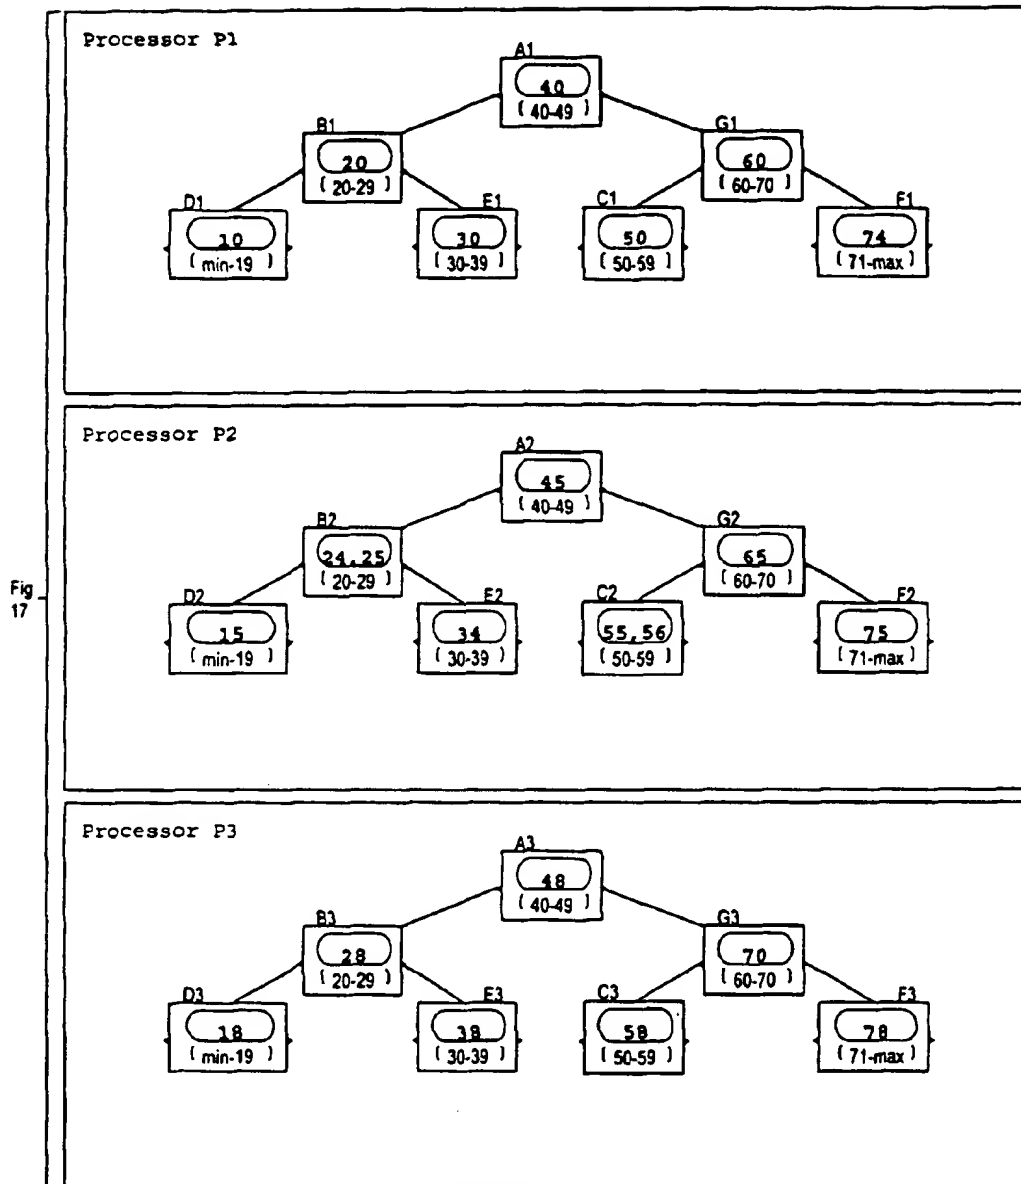 Processor P1
A1
40
( 40-49 )
B1
20
( 20-29 )
G1
60
( 60-70 )
D1
10
( min-19 )
E1
30
( 30-39 )
C1
50
( 50-59 )
F1
74
( 71-max )
Processor P2
A2
45
( 40-49 )
B2
24,25
( 20-29 )
G2
65
( 60-70 )
Fig
17
D2
15
( min-19 )
E2
34
( 30-39 )
C2
55,56
( 50-59 )
F2
75
( 71-max )
Processor P3
A3
48
( 40-49 )
B3
28
( 20-29 )
G3
70
( 60-70 )
D3
18
( min-19 )
E3
38
( 30-39 )
C3
58
( 50-59 )
F3
78
( 71-max )